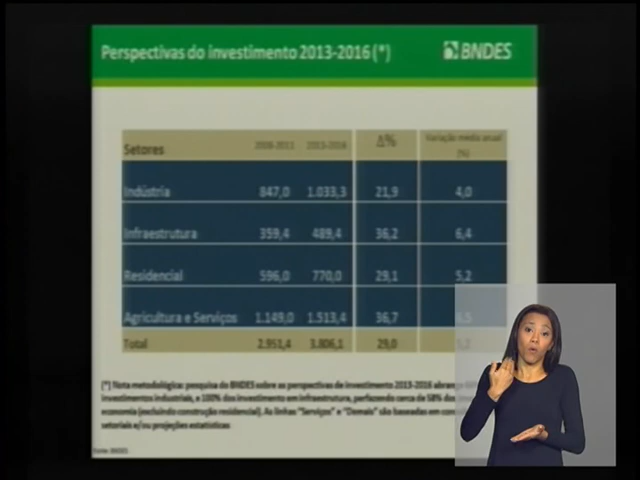 Perspectivas do investimento 2013-2016 (*)
BNDES
Setores 2008-2011 2013-2016 Δ% Variação média anual (%)
Indústria 847,0 1.033,3 21,9 4,0
Infraestrutura 359,4 489,4 36,2 6,4
Residencial 596,0 770,0 29,1 5,2
Agricultura e Serviços 1.149,0 1.513,4 36,7
Total 2.951,4 3.806,1 29,0
(*) Nota metodológica: pesquisa do BNDES sobre as perspectivas de investimento 2013-2016
investimentos industriais, e 100% dos investimento em infraestrutura, perfazendo cerca de 58% dos
economia (excluindo construção residencial). As linhas "Serviços" e "Demais" são baseadas em
setoriais e/ou projeções estatísticas
Fonte: BNDES